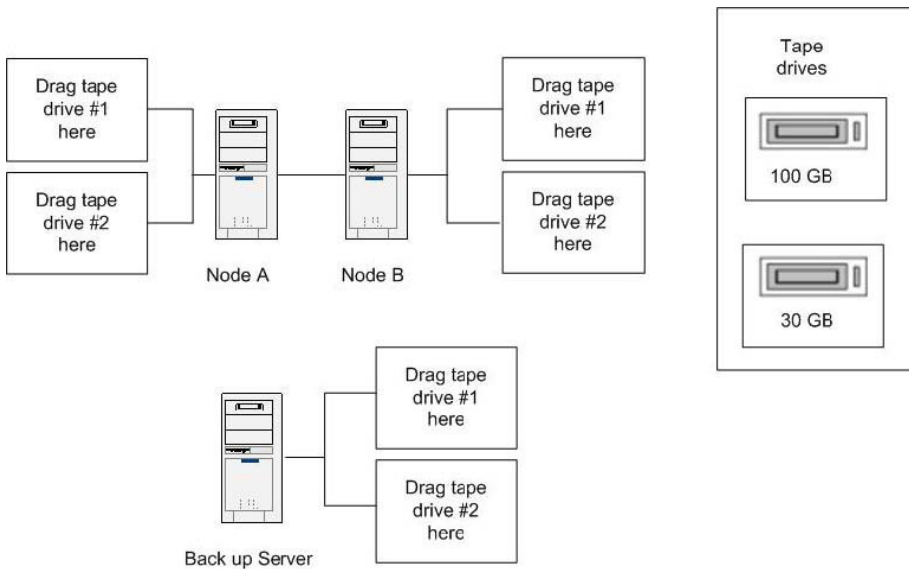 Tape
drives
100 GB
30 GB
Drag tape
drive #1
here
Drag tape
drive #2
here
Node A
Node B
Drag tape
drive #1
here
Drag tape
drive #2
here
Drag tape
drive #1
here
Drag tape
drive #2
here
Back up Server